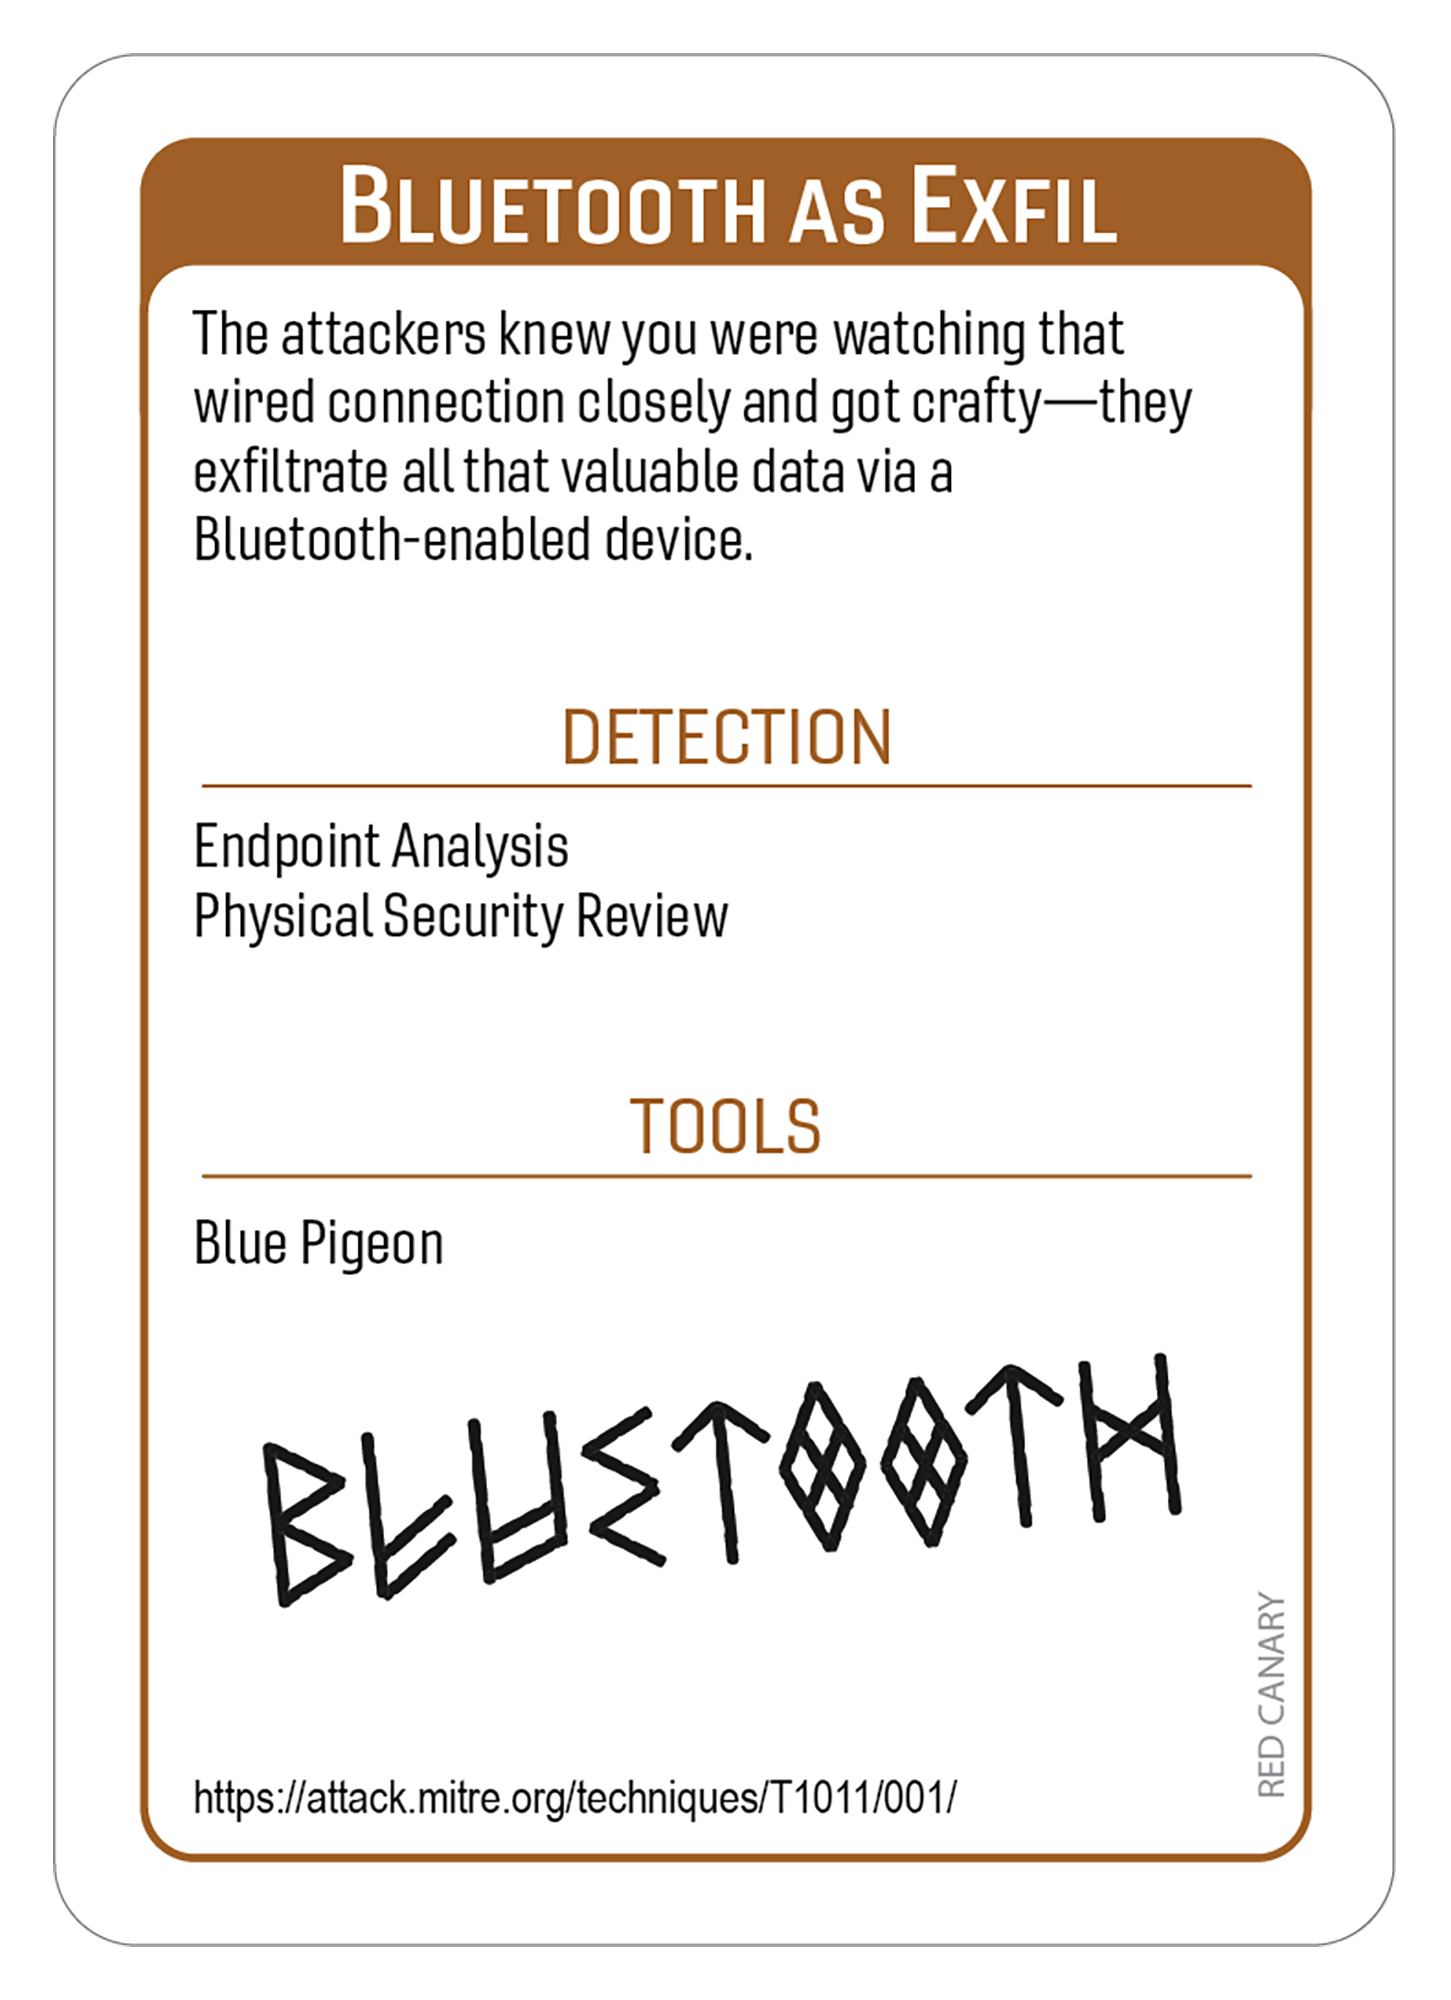 BLUETOOTH AS EXFIL
The attackers knew you were watching that
wired connection closely and got crafty—they
exfiltrate all that valuable data via a
Bluetooth-enabled device.
DETECTION
Endpoint Analysis
Physical Security Review
TOOLS
Blue Pigeon
BLUETOOTH
RED CANARY
https://attack.mitre.org/techniques/T1011/001/